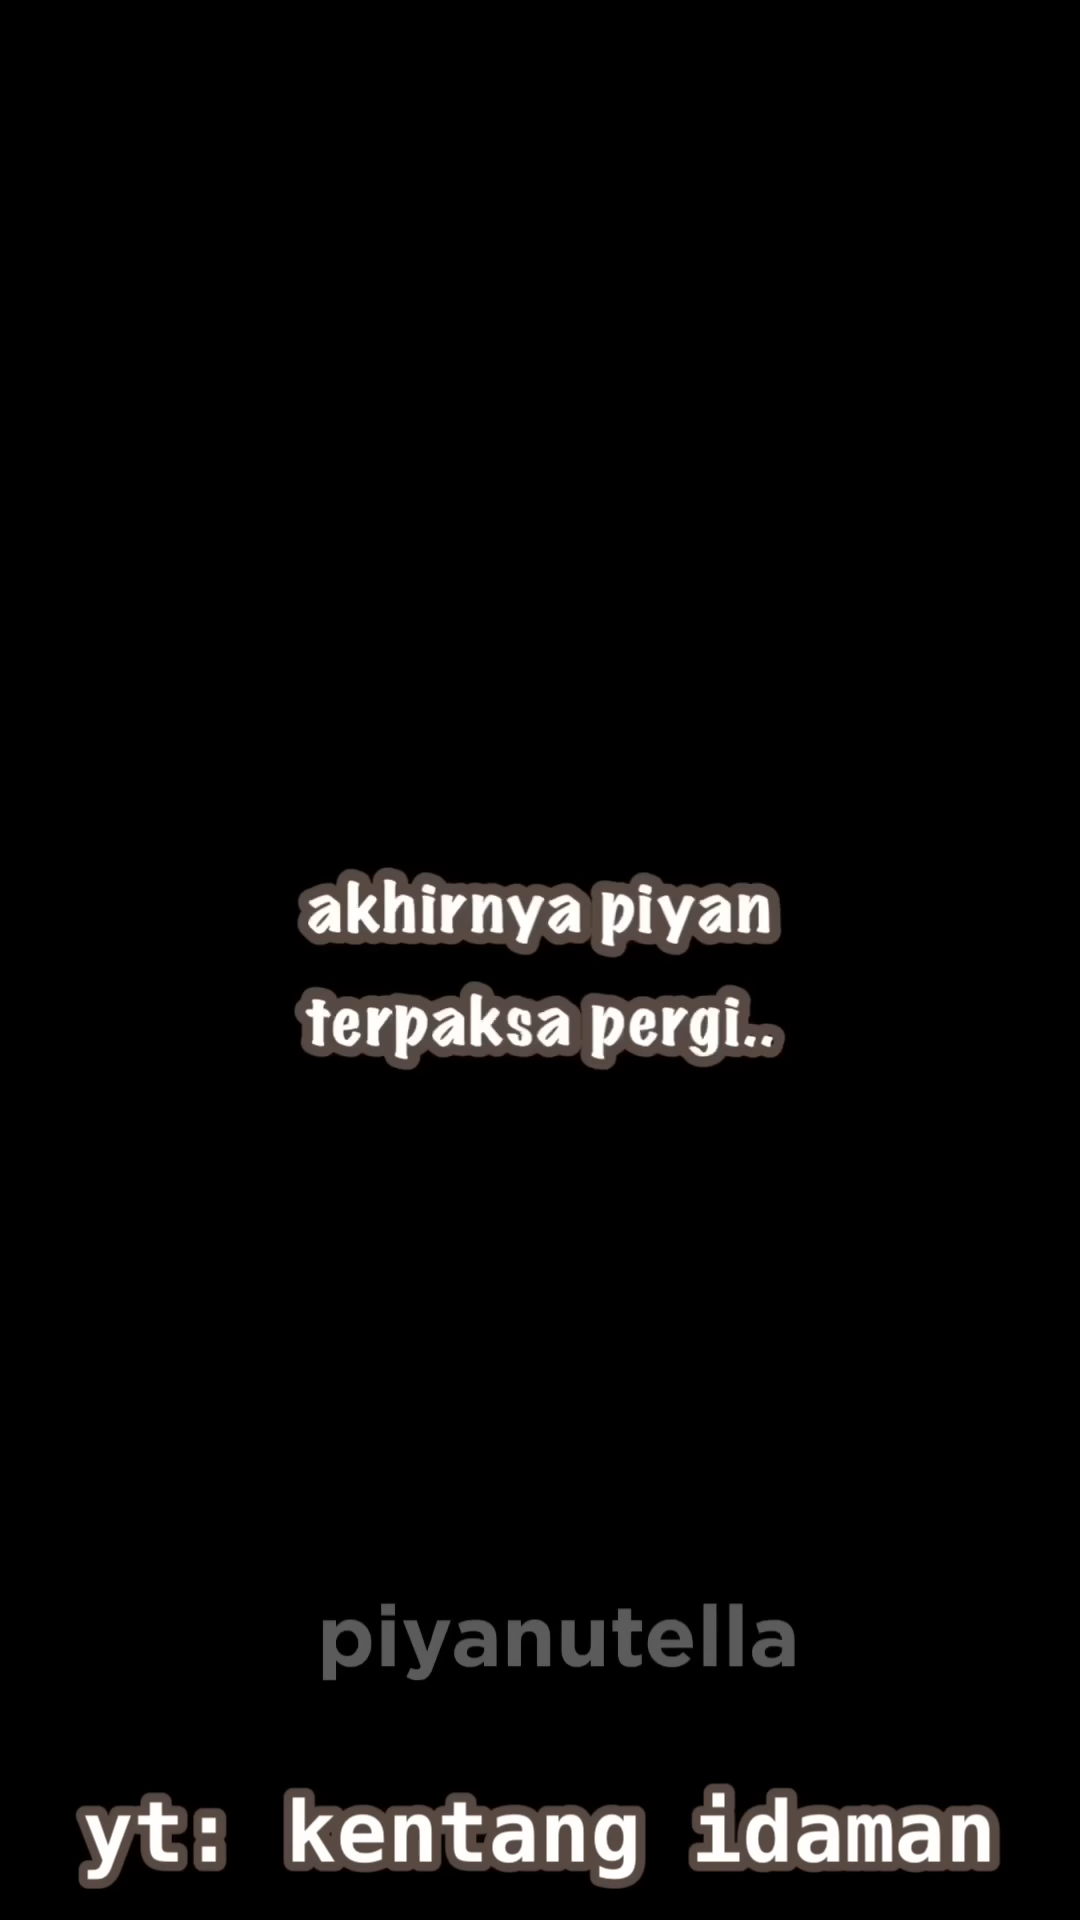 akhirnya piyan
terpaksa pergi..
piyanutella
yt: kentang idaman